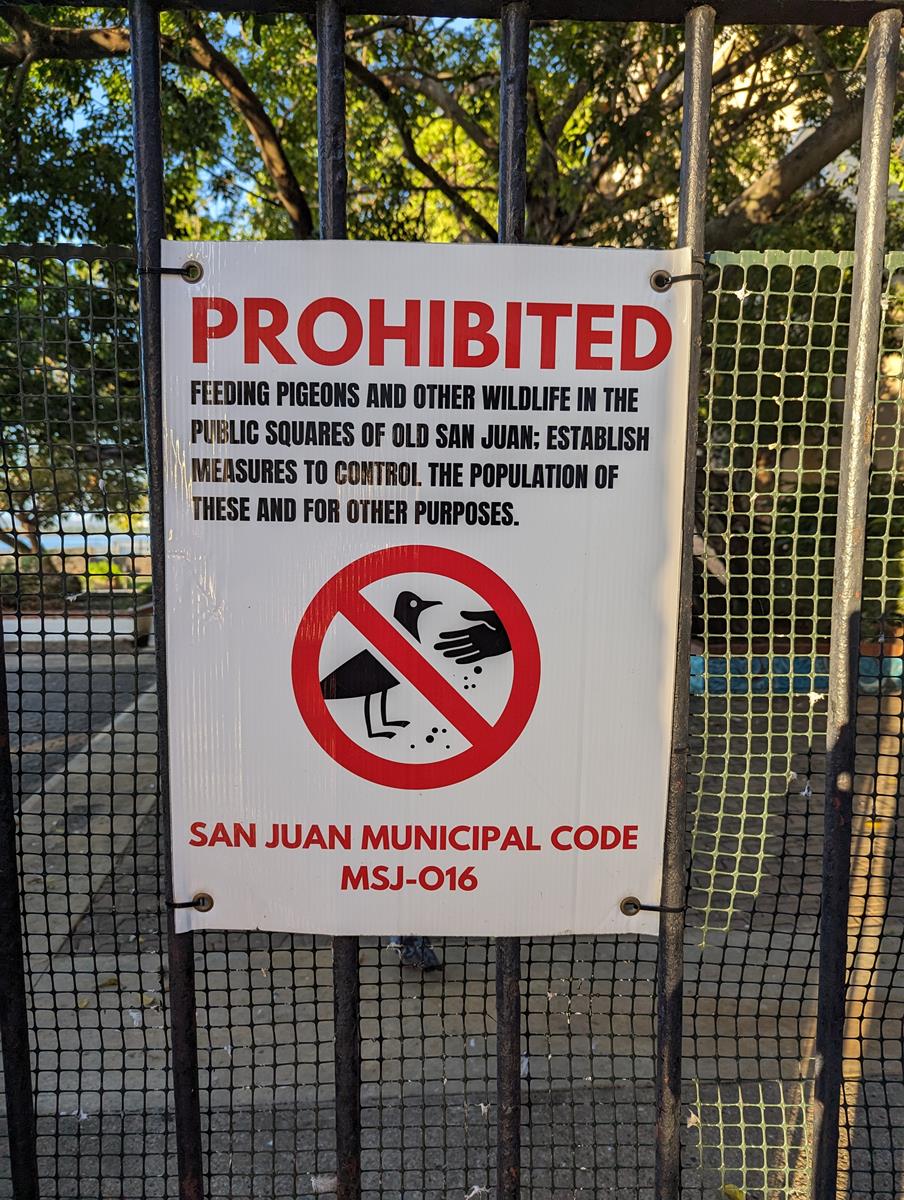 PROHIBITED
FEEDING PIGEONS AND OTHER WILDLIFE IN THE
PUBLIC SQUARES OF OLD SAN JUAN; ESTABLISH
MEASURES TO CONTROL THE POPULATION OF
THESE AND FOR OTHER PURPOSES.
SAN JUAN MUNICIPAL CODE
MSJ-016